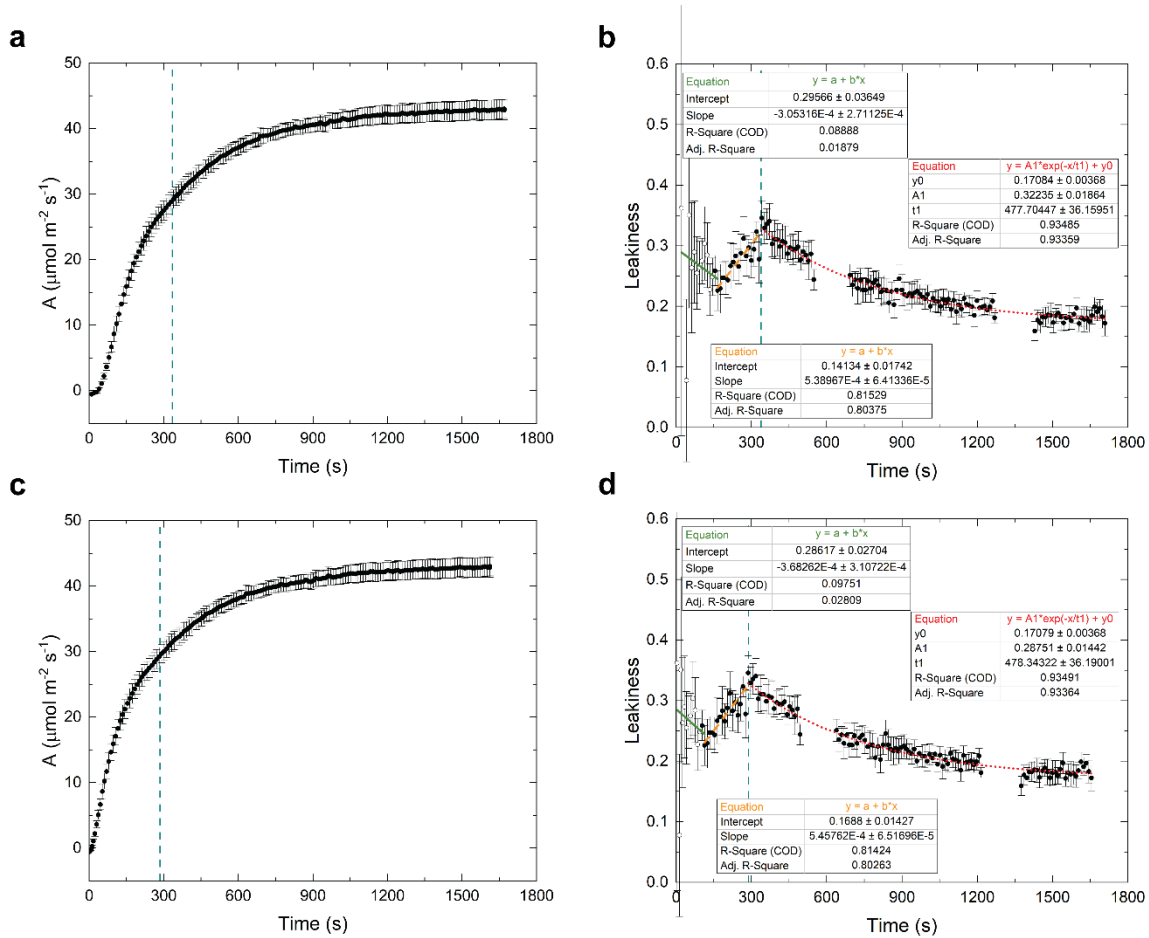 a
A (μmol m-2 s-1)
50
40
30
20
10
0
0 300 600 900 1200 1500 1800
Time (s)
b
Leakiness
0.6
0.5
0.4
0.3
0.2
0.1
0.0
0 300 600 900 1200 1500 1800
Time (s)
Equation y = a + b*x
Intercept 0.29566 ± 0.03649
Slope -3.05316E-4 ± 2.71125E-4
R-Square (COD) 0.08888
Adj. R-Square 0.01879
Equation y = A1*exp(-x/t1) + y0
y0 0.17084 ± 0.00368
A1 0.32235 ± 0.01864
t1 477.70447 ± 36.15951
R-Square (COD) 0.93485
Adj. R-Square 0.93359
Equation y = a + b*x
Intercept 0.14134 ± 0.01742
Slope 5.38967E-4 ± 6.41336E-5
R-Square (COD) 0.81529
Adj. R-Square 0.80375
c
A (μmol m-2 s-1)
50
40
30
20
10
0
0 300 600 900 1200 1500 1800
Time (s)
d
Leakiness
0.6
0.5
0.4
0.3
0.2
0.1
0.0
0 300 600 900 1200 1500 1800
Time (s)
Equation y = a + b*x
Intercept 0.28617 ± 0.02704
Slope -3.68262E-4 ± 3.10722E-4
R-Square (COD) 0.09751
Adj. R-Square 0.02809
Equation y = A1*exp(-x/t1) + y0
y0 0.17079 ± 0.00368
A1 0.28751 ± 0.01442
t1 478.34322 ± 36.19001
R-Square (COD) 0.93491
Adj. R-Square 0.93364
Equation y = a + b*x
Intercept 0.1688 ± 0.01427
Slope 5.45762E-4 ± 6.51696E-5
R-Square (COD) 0.81424
Adj. R-Square 0.80263